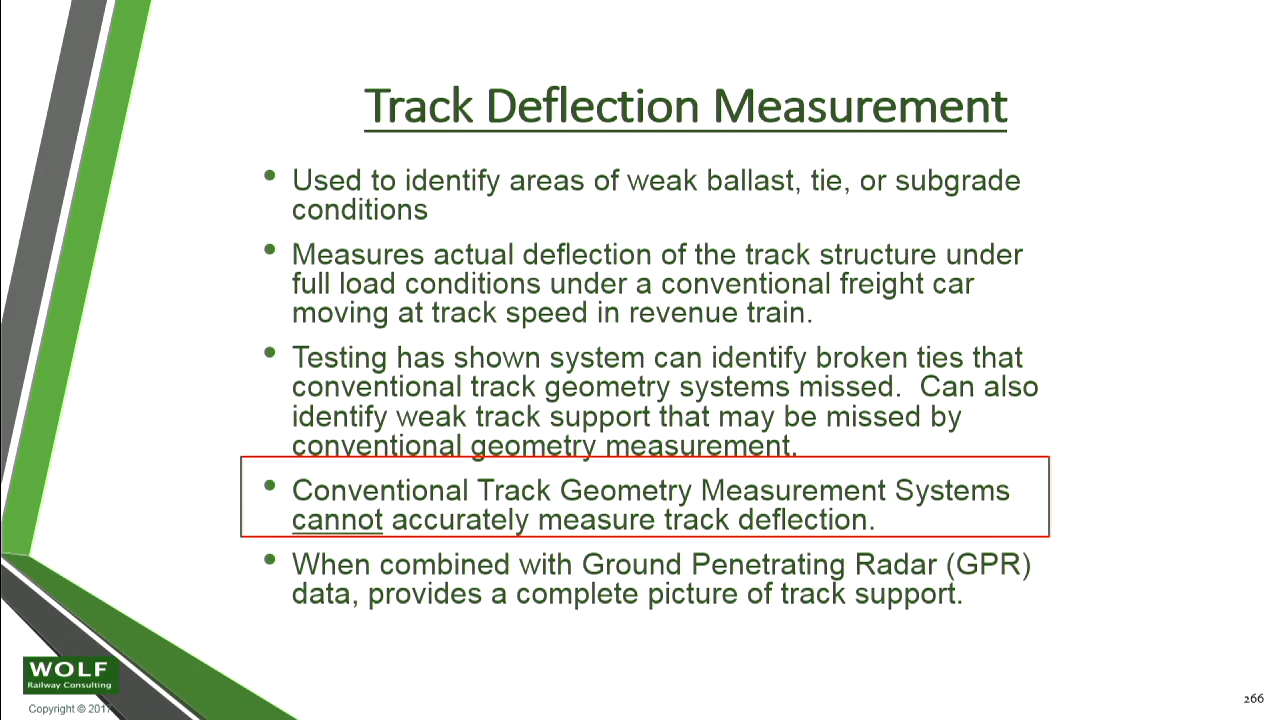 Track Deflection Measurement
• Used to identify areas of weak ballast, tie, or subgrade
conditions
• Measures actual deflection of the track structure under
full load conditions under a conventional freight car
moving at track speed in revenue train.
• Testing has shown system can identify broken ties that
conventional track geometry systems missed.  Can also
identify weak track support that may be missed by
conventional geometry measurement.
• Conventional Track Geometry Measurement Systems
cannot accurately measure track deflection.
• When combined with Ground Penetrating Radar (GPR)
data, provides a complete picture of track support.
WOLF
Railway Consulting
Copyright ©
266